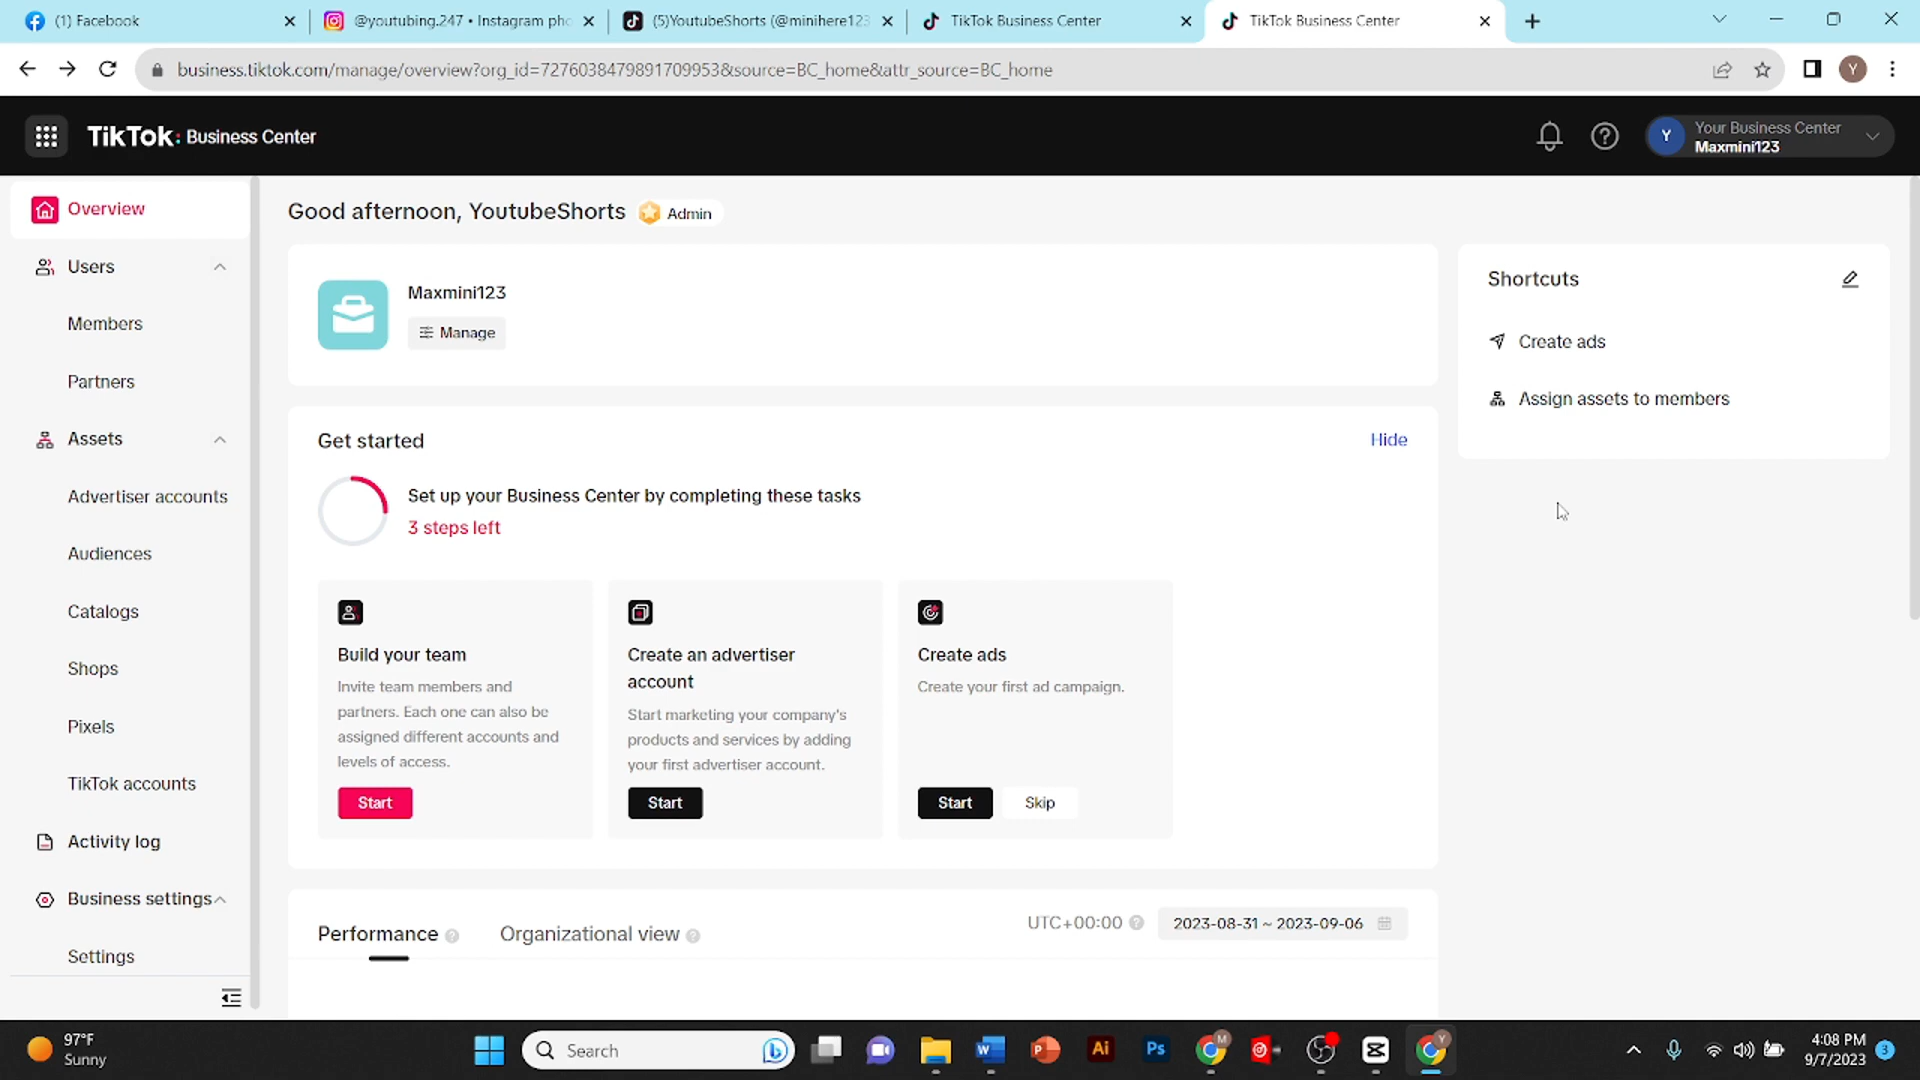 (1) Facebook
@youtubing.247 • Instagram pho
(5)YoutubeShorts (@minihere123
TikTok Business Center
TikTok Business Center
business.tiktok.com/manage/overview?org_id=7276038479891709953&source=BC_home&attr_source=BC_home
Y
TikTok: Business Center
Y
Your Business Center
Maxmini123
Overview
Users
Members
Partners
Assets
Advertiser accounts
Audiences
Catalogs
Shops
Pixels
TikTok accounts
Activity log
Business settings
Settings
Good afternoon, YoutubeShorts
Admin
Maxmini123
Manage
Get started
Hide
Set up your Business Center by completing these tasks
3 steps left
Build your team
Invite team members and
partners. Each one can also be
assigned different accounts and
levels of access.
Start
Create an advertiser
account
Start marketing your company's
products and services by adding
your first advertiser account.
Start
Create ads
Create your first ad campaign.
Start
Skip
Performance
Organizational view
UTC+00:00
2023-08-31 ~ 2023-09-06
Shortcuts
Create ads
Assign assets to members
97°F
Sunny
Search
W
P
Ai
Ps
M
Y
4:08 PM
9/7/2023
3